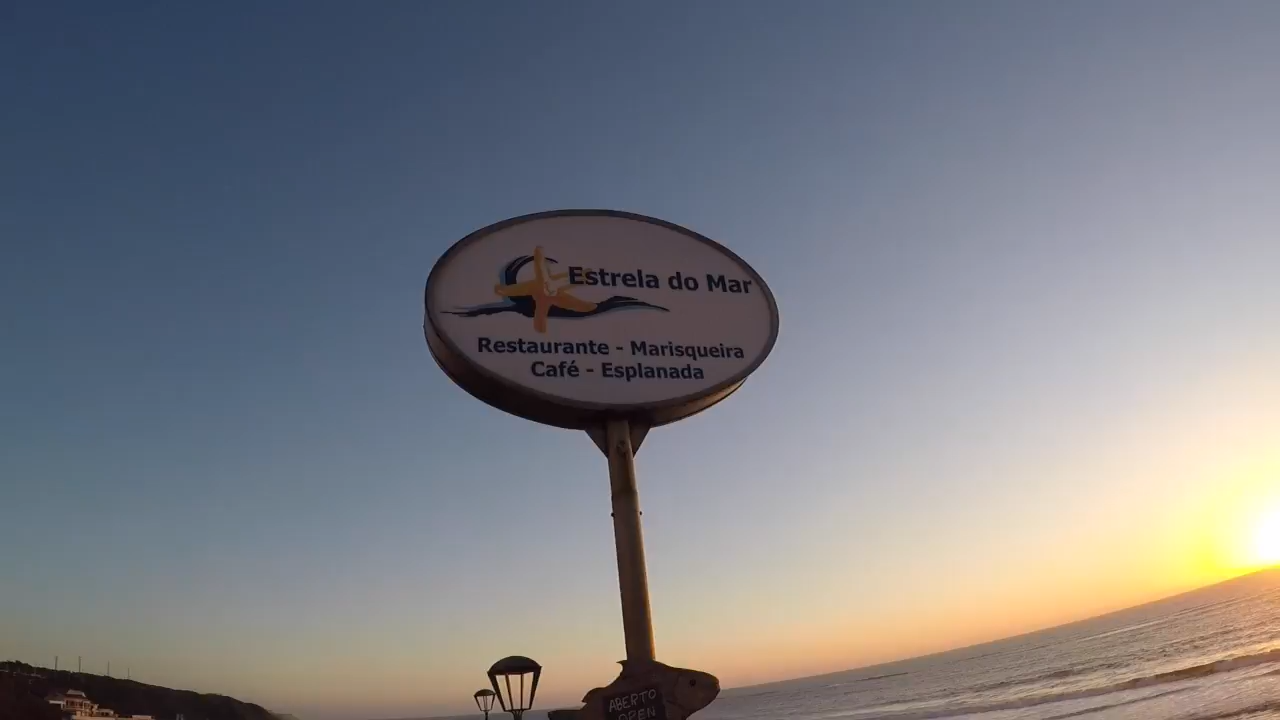 Estrela do Mar
Restaurante - Marisqueira
Café - Esplanada
ABERTO
OPEN